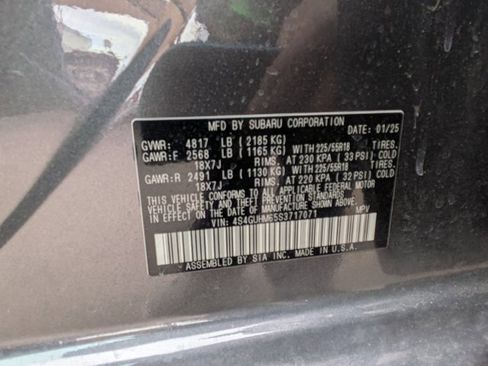 MFD BY SUBARU CORPORATION DATE: 01/25
GVWR: 4817 LB ( 2185 KG)
GAWR:F 2568 LB ( 1165 KG) WITH 225/55R18 TIRES.
18X7J RIMS. AT 230 KPA ( 33 PSI) COLD
GAWR:R 2491 LB ( 1130 KG) WITH 225/55R18 TIRES.
18X7J RIMS. AT 220 KPA ( 32 PSI) COLD
THIS VEHICLE CONFORMS TO ALL APPLICABLE FEDERAL MOTOR
VEHICLE SAFETY AND THEFT PREVENTION STANDARDS
IN EFFECT ON THE DATE OF MANUFACTURE SHOWN ABOVE.
VIN: 4S4GUHM65S3717071 MPV
ASSEMBLED BY SIA INC. MADE IN U.S.A.